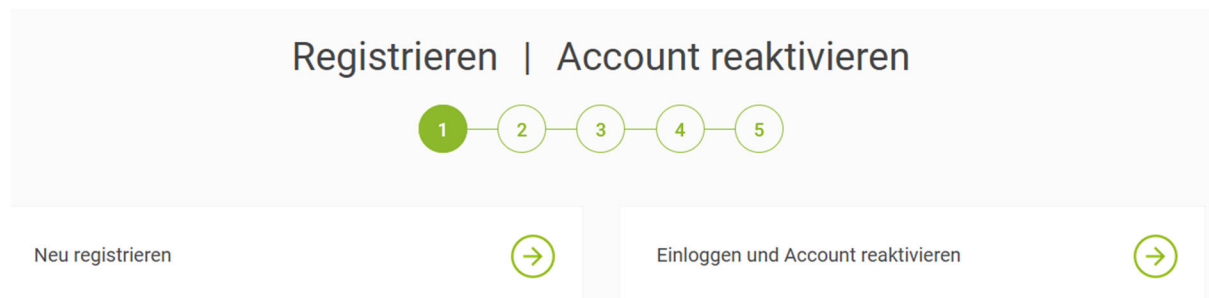 Registrieren | Account reaktivieren
1 2 3 4 5
Neu registrieren
Einloggen und Account reaktivieren